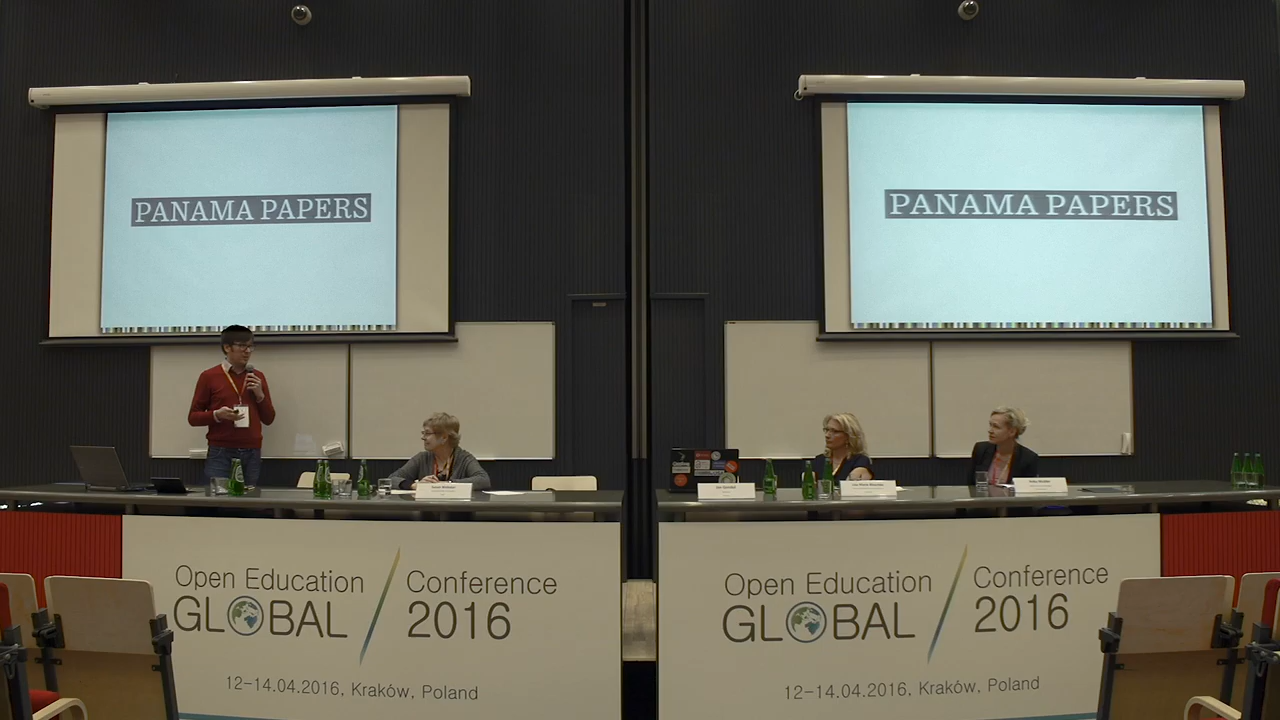 PANAMA PAPERS
PANAMA PAPERS
Open Education
GLOBAL
Conference
2016
12-14.04.2016, Kraków, Poland
Open Education
GLOBAL
Conference
2016
12-14.04.2016, Kraków, Poland